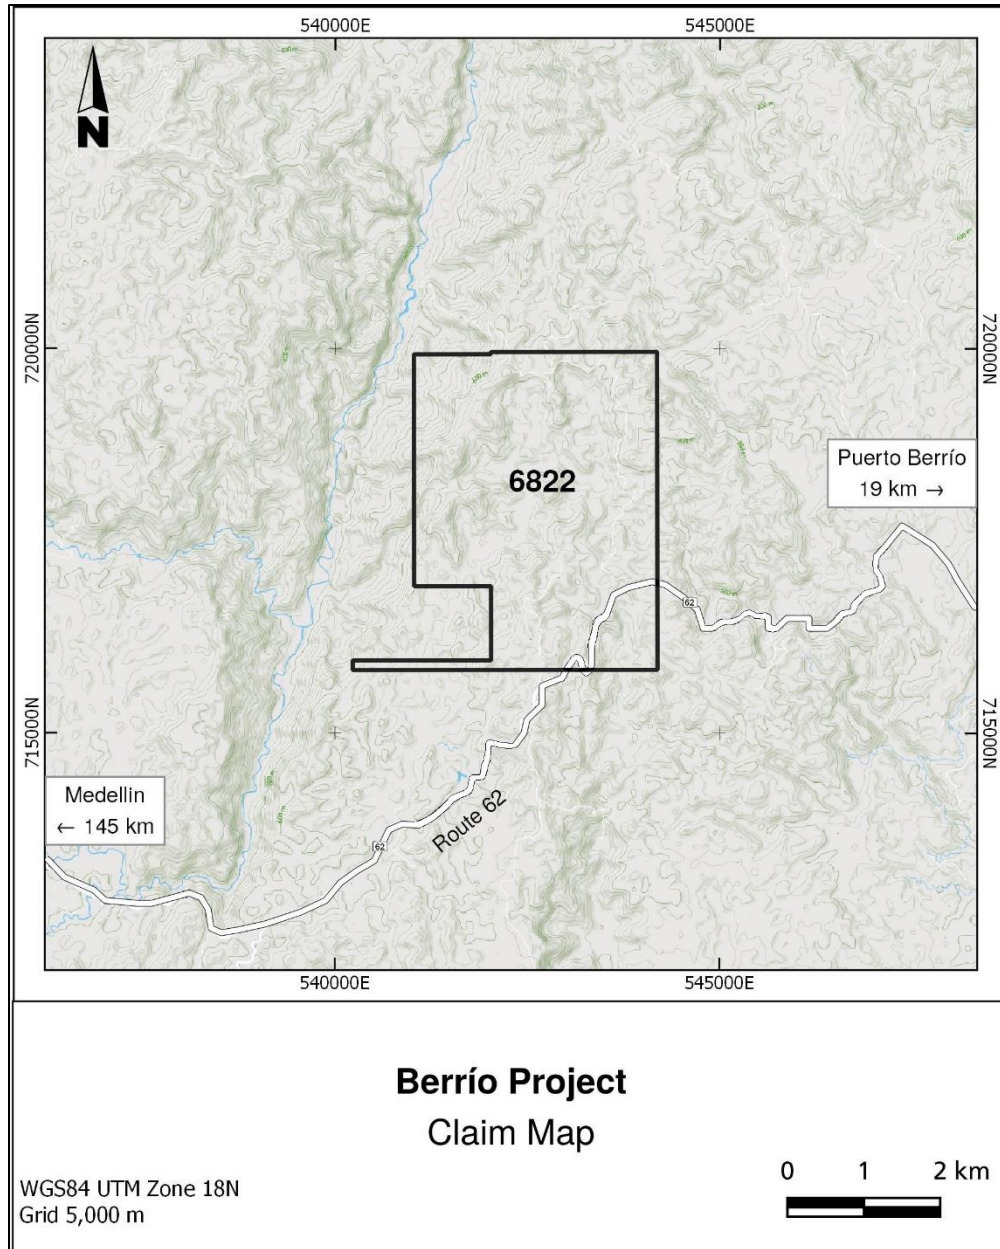 540000E
545000E
N
720000N
720000N
6822
Puerto Berrío
19 km →
62
715000N
715000N
Medellin
← 145 km
Route 62
62
540000E
545000E
Berrío Project
Claim Map
WGS84 UTM Zone 18N
Grid 5,000 m
0 1 2 km